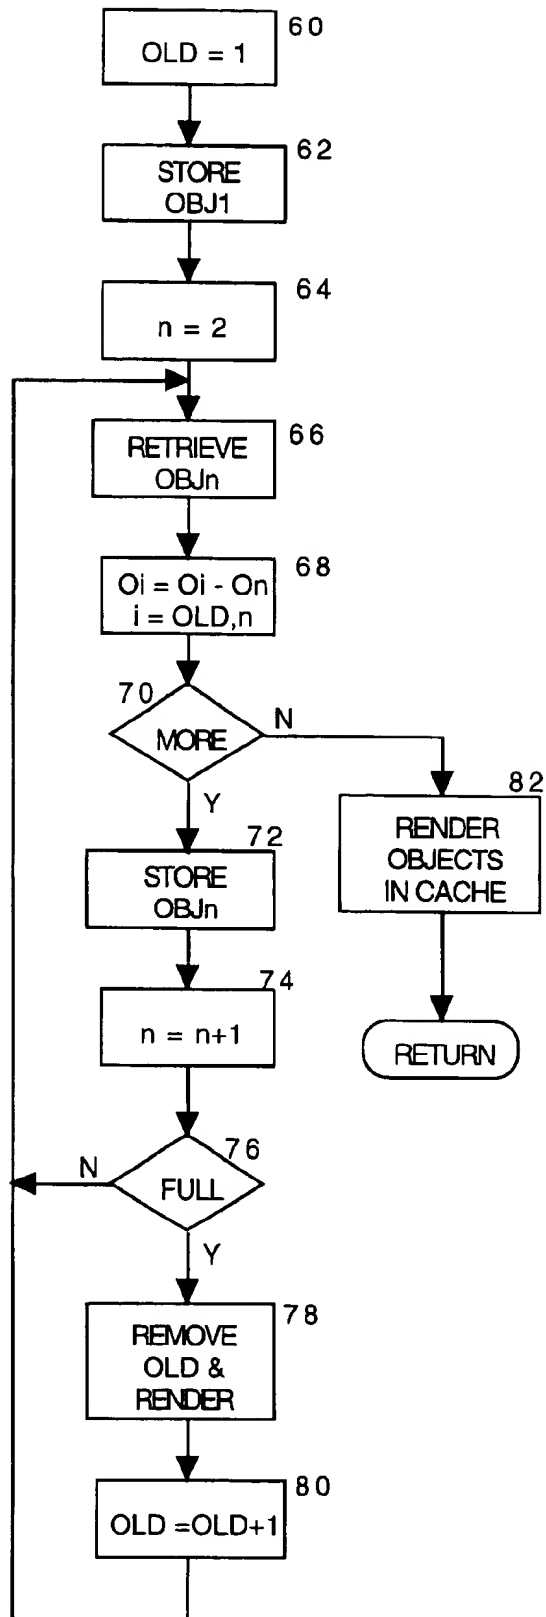 60
OLD = 1
62
STORE
OBJ1
64
n = 2
66
RETRIEVE
OBJn
68
Oi = Oi - On
i = OLD,n
70
MORE
N
Y
82
RENDER
OBJECTS
IN CACHE
RETURN
72
STORE
OBJn
74
n = n+1
76
FULL
N
Y
78
REMOVE
OLD &
RENDER
80
OLD =OLD+1